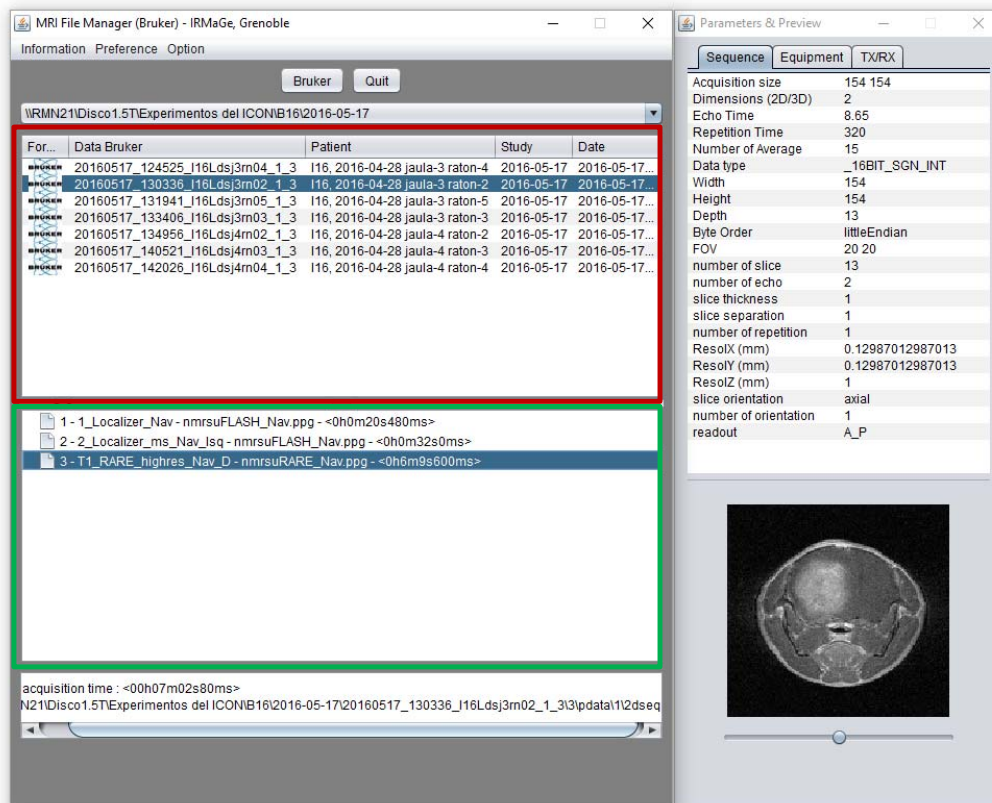 MRI File Manager (Bruker) - IRMaGe, Grenoble
Information Preference Option
Bruker Quit
\\RMN21\Disco1.5T\Experimentos del ICON\B16\2016-05-17
For... Data Bruker Patient Study Date
BRUKER 20160517_124525_I16Ldsj3rn04_1_3 I16, 2016-04-28 jaula-3 raton-4 2016-05-17 2016-05-17...
BRUKER 20160517_130336_I16Ldsj3rn02_1_3 I16, 2016-04-28 jaula-3 raton-2 2016-05-17 2016-05-17...
BRUKER 20160517_131941_I16Ldsj3rn05_1_3 I16, 2016-04-28 jaula-3 raton-5 2016-05-17 2016-05-17...
BRUKER 20160517_133406_I16Ldsj3rn03_1_3 I16, 2016-04-28 jaula-3 raton-3 2016-05-17 2016-05-17...
BRUKER 20160517_134956_I16Ldsj4rn02_1_3 I16, 2016-04-28 jaula-4 raton-2 2016-05-17 2016-05-17...
BRUKER 20160517_140521_I16Ldsj4rn03_1_3 I16, 2016-04-28 jaula-4 raton-3 2016-05-17 2016-05-17...
BRUKER 20160517_142026_I16Ldsj4rn04_1_3 I16, 2016-04-28 jaula-4 raton-4 2016-05-17 2016-05-17...
1 - 1_Localizer_Nav - nmrsuFLASH_Nav.ppg - <0h0m20s480ms>
2 - 2_Localizer_ms_Nav_Isq - nmrsuFLASH_Nav.ppg - <0h0m32s0ms>
3 - T1_RARE_highres_Nav_D - nmrsuRARE_Nav.ppg - <0h6m9s600ms>
acquisition time : <00h07m02s80ms>
N21\Disco1.5T\Experimentos del ICON\B16\2016-05-17\20160517_130336_I16Ldsj3rn02_1_3\3\pdata\1\2dseq
Parameters & Preview
Sequence Equipment TX/RX
Acquisition size 154 154
Dimensions (2D/3D) 2
Echo Time 8.65
Repetition Time 320
Number of Average 15
Data type _16BIT_SGN_INT
Width 154
Height 154
Depth 13
Byte Order littleEndian
FOV 20 20
number of slice 13
number of echo 2
slice thickness 1
slice separation 1
number of repetition 1
ResolX (mm) 0.12987012987013
ResolY (mm) 0.12987012987013
ResolZ (mm) 1
slice orientation axial
number of orientation 1
readout A_P